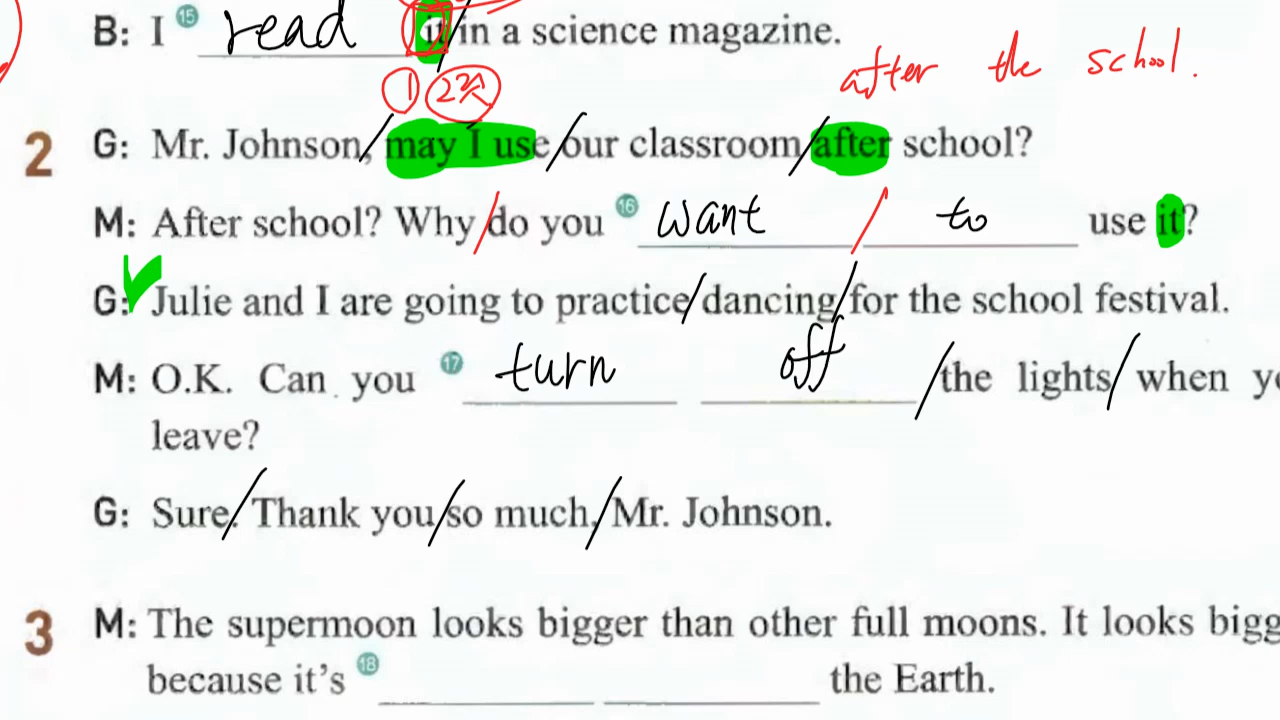 B: I ⑮ read it/in a science magazine.
after the school.
①
2 G: Mr. Johnson,/may I use/our classroom/after school?
M: After school? Why/do you ⑯ want / to use it?
G: Julie and I are going to practice/dancing/for the school festival.
M: O.K. Can you ⑰ turn off /the lights/when
leave?
G: Sure./Thank you/so much,/Mr. Johnson.
3 M: The supermoon looks bigger than other full moons. It looks
because it's ⑱ the Earth.